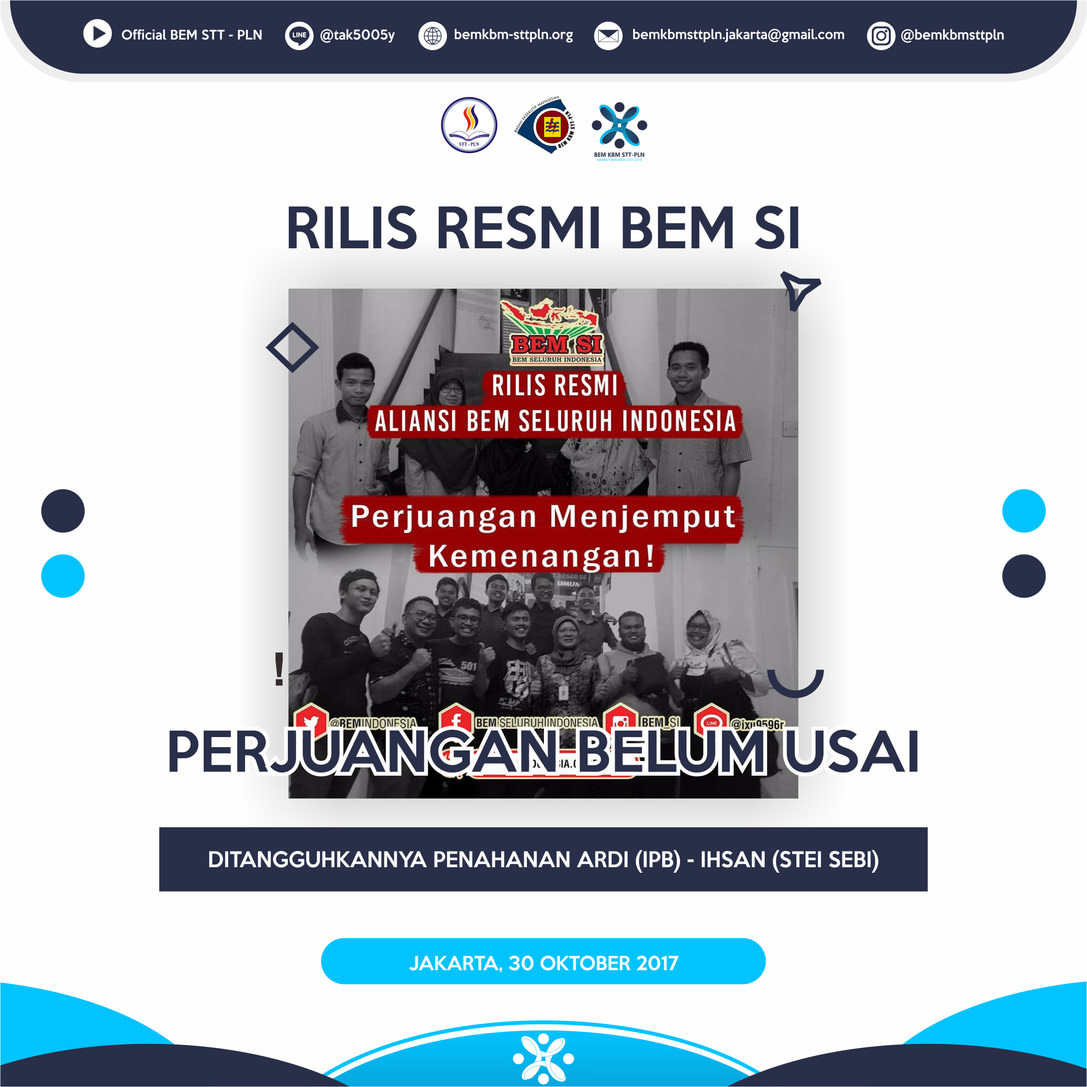 Official BEM STT - PLN
LINE
@tak5005y
bemkbm-sttpln.org
bemkbmsttpln.jakarta@gmail.com
@bemkbmsttpln
STT - PLN
BEM KBM STT-PLN
RILIS RESMI BEM SI
BEM SI
BEM SELURUH INDONESIA
RILIS RESMI
ALIANSI BEM SELURUH INDONESIA
Perjuangan Menjemput
Kemenangan!
501
!
@BEMINDONESIA
BEM SELURUH INDONESIA
BEM_SI
LINE
@jxu9596r
PERJUANGAN BELUM USAI
DITANGGUHKANNYA PENAHANAN ARDI (IPB) - IHSAN (STEI SEBI)
JAKARTA, 30 OKTOBER 2017